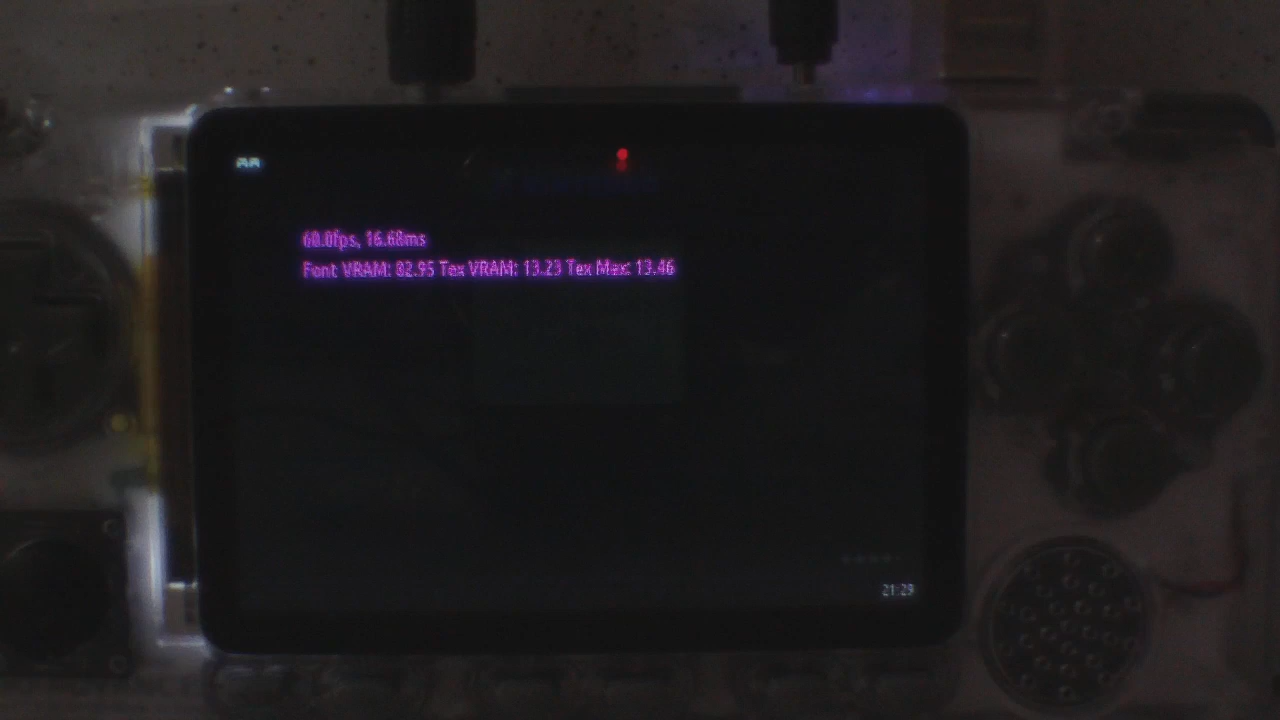 60.0fps, 16.68ms
Font VRAM: 82.95 Tex VRAM: 13.23 Tex Max: 13.46
21:29